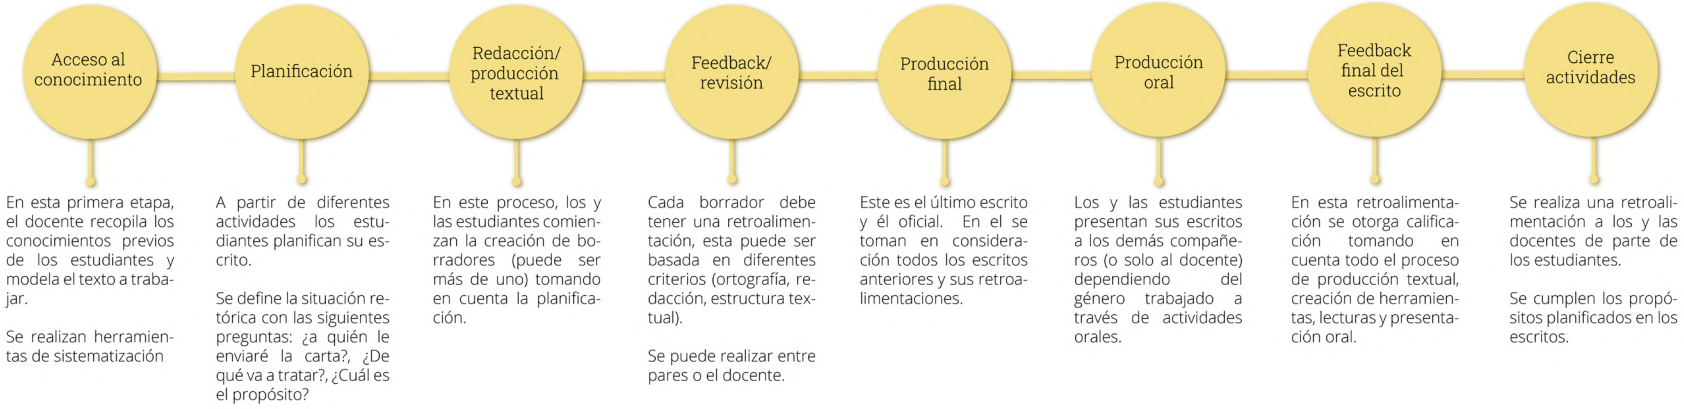 Acceso al
conocimiento
Planificación
Redacción/
producción
textual
Feedback/
revisión
Producción
final
Producción
oral
Feedback
final del
escrito
Cierre
actividades
En esta primera etapa,
el docente recopila los
conocimientos previos
de los estudiantes y
modela el texto a traba-
jar.
Se realizan herramien-
tas de sistematización
A partir de diferentes
actividades los estu-
diantes planifican su es-
crito.
Se define la situación re-
tórica con las siguientes
preguntas: ¿a quién le
enviaré la carta?, ¿De
qué va a tratar?, ¿Cuál es
el propósito?
En este proceso, los y
las estudiantes comien-
zan la creación de bo-
rradores (puede ser
más de uno) tomando
en cuenta la planifica-
ción.
Cada borrador debe
tener una retroalimen-
tación, esta puede ser
basada en diferentes
criterios (ortografía, re-
dacción, estructura tex-
tual).
Se puede realizar entre
pares o el docente.
Este es el último escrito
y él oficial. En el se
toman en considera-
ción todos los escritos
anteriores y sus retroa-
limentaciones.
Los y las estudiantes
presentan sus escritos
a los demás compañe-
ros (o solo al docente)
dependiendo del
género trabajado a
través de actividades
orales.
En esta retroalimenta-
ción se otorga califica-
ción tomando en
cuenta todo el proceso
de producción textual,
creación de herramien-
tas, lecturas y presenta-
ción oral.
Se realiza una retroali-
mentación a los y las
docentes de parte de
los estudiantes.
Se cumplen los propó-
sitos planificados en los
escritos.